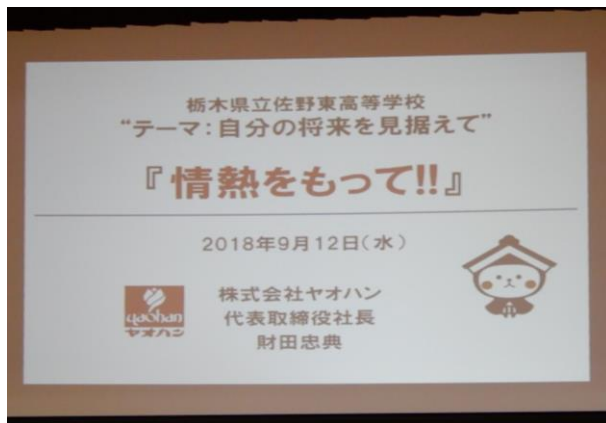 栃木県立佐野東高等学校
“テーマ：自分の将来を見据えて”
『情熱をもって!!』
2018年9月12日（水）
yaohan
ヤオハン
株式会社ヤオハン
代表取締役社長
財田忠典